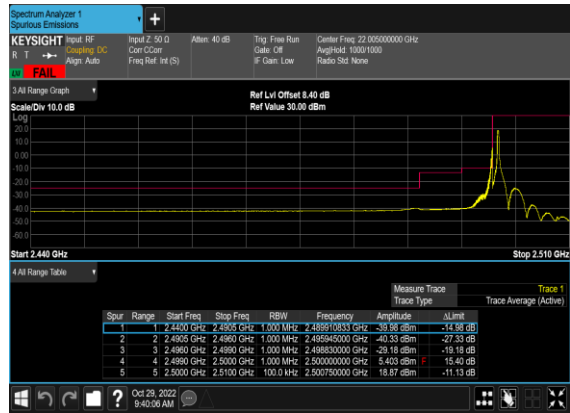 Spectrum Analyzer 1
Spurious Emissions
KEYSIGHT Input: RF Input Z: 50 Ω Atten: 40 dB Trig: Free Run Center Freq: 22.005000000 GHz
R T Coupling: DC Corr CCorr Gate: Off Avg|Hold: 1000/1000
Align: Auto Freq Ref: Int (S) IF Gain: Low Radio Std: None
FAIL
3 All Range Graph
Ref Lvl Offset 8.40 dB
Scale/Div 10.0 dB Ref Value 30.00 dBm
Log
20.0
10.0
0.00
-10.0
-20.0
-30.0
-40.0
-50.0
-60.0
Start 2.440 GHz Stop 2.510 GHz
4 All Range Table
Measure Trace Trace 1
Trace Type Trace Average (Active)
Spur Range Start Freq Stop Freq RBW Frequency Amplitude ΔLimit
1 1 2.4400 GHz 2.4905 GHz 1.000 MHz 2.489910833 GHz -39.98 dBm -14.98 dB
2 2 2.4905 GHz 2.4960 GHz 1.000 MHz 2.495945000 GHz -40.33 dBm -27.33 dB
3 3 2.4960 GHz 2.4990 GHz 1.000 MHz 2.498830000 GHz -29.18 dBm -19.18 dB
4 4 2.4990 GHz 2.5000 GHz 1.000 MHz 2.500000000 GHz 5.403 dBm F 15.40 dB
5 5 2.5000 GHz 2.5100 GHz 100.0 kHz 2.500750000 GHz 18.87 dBm -11.13 dB
? Oct 29, 2022
9:40:06 AM